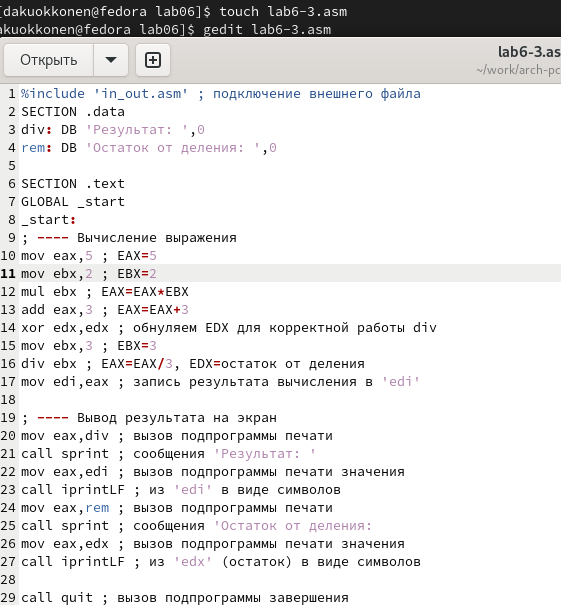 [dakuokkonen@fedora lab06]$ touch lab6-3.asm
akuokkonen@fedora lab06]$ gedit lab6-3.asm
Открыть
lab6-3.as
~/work/arch-pc
1 %include 'in_out.asm' ; подключение внешнего файла
2 SECTION .data
3 div: DB 'Результат: ',0
4 rem: DB 'Остаток от деления: ',0
5
6 SECTION .text
7 GLOBAL _start
8 _start:
9 ; ---- Вычисление выражения
10 mov eax,5 ; EAX=5
11 mov ebx,2 ; EBX=2
12 mul ebx ; EAX=EAX*EBX
13 add eax,3 ; EAX=EAX+3
14 xor edx,edx ; обнуляем EDX для корректной работы div
15 mov ebx,3 ; EBX=3
16 div ebx ; EAX=EAX/3, EDX=остаток от деления
17 mov edi,eax ; запись результата вычисления в 'edi'
18
19 ; ---- Вывод результата на экран
20 mov eax,div ; вызов подпрограммы печати
21 call sprint ; сообщения 'Результат: '
22 mov eax,edi ; вызов подпрограммы печати значения
23 call iprintLF ; из 'edi' в виде символов
24 mov eax,rem ; вызов подпрограммы печати
25 call sprint ; сообщения 'Остаток от деления:
26 mov eax,edx ; вызов подпрограммы печати значения
27 call iprintLF ; из 'edx' (остаток) в виде символов
28
29 call quit ; вызов подпрограммы завершения